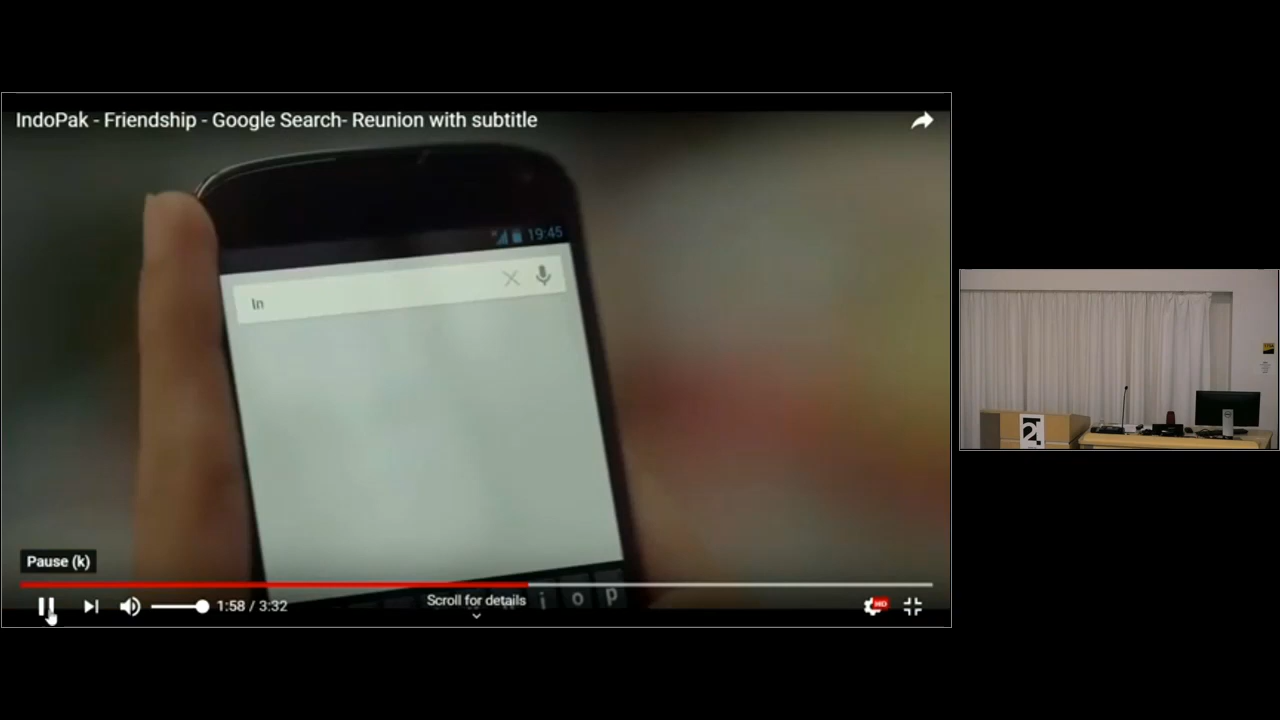 IndoPak - Friendship - Google Search- Reunion with subtitle
19:45
In
i o p
Pause (k)
1:58 / 3:32
Scroll for details
HD
2